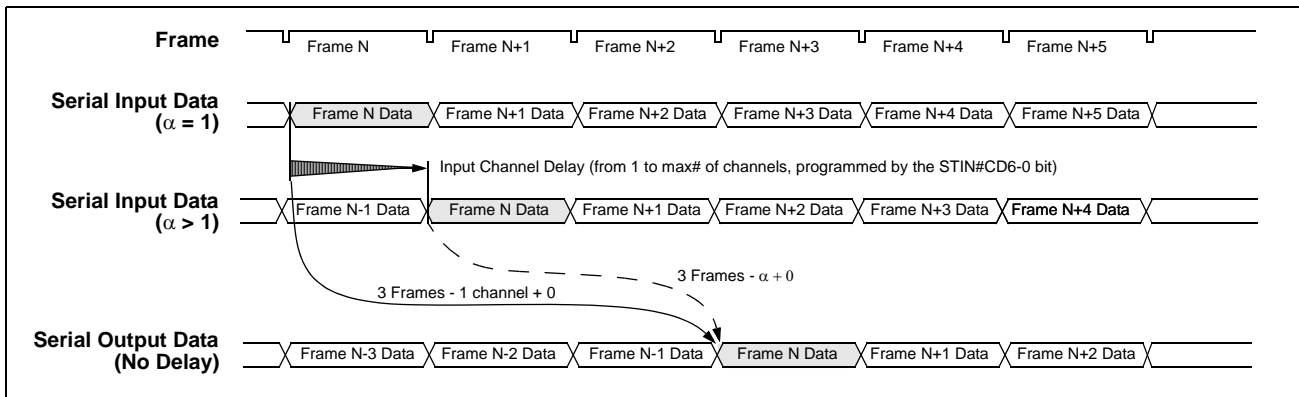 Frame
Frame N Frame N+1 Frame N+2 Frame N+3 Frame N+4 Frame N+5
Serial Input Data
(α = 1)
Frame N Data Frame N+1 Data Frame N+2 Data Frame N+3 Data Frame N+4 Data Frame N+5 Data
Input Channel Delay (from 1 to max# of channels, programmed by the STIN#CD6-0 bit)
Serial Input Data
(α > 1)
Frame N-1 Data Frame N Data Frame N+1 Data Frame N+2 Data Frame N+3 Data Frame N+4 Data
3 Frames - α + 0
3 Frames - 1 channel + 0
Serial Output Data
(No Delay)
Frame N-3 Data Frame N-2 Data Frame N-1 Data Frame N Data Frame N+1 Data Frame N+2 Data